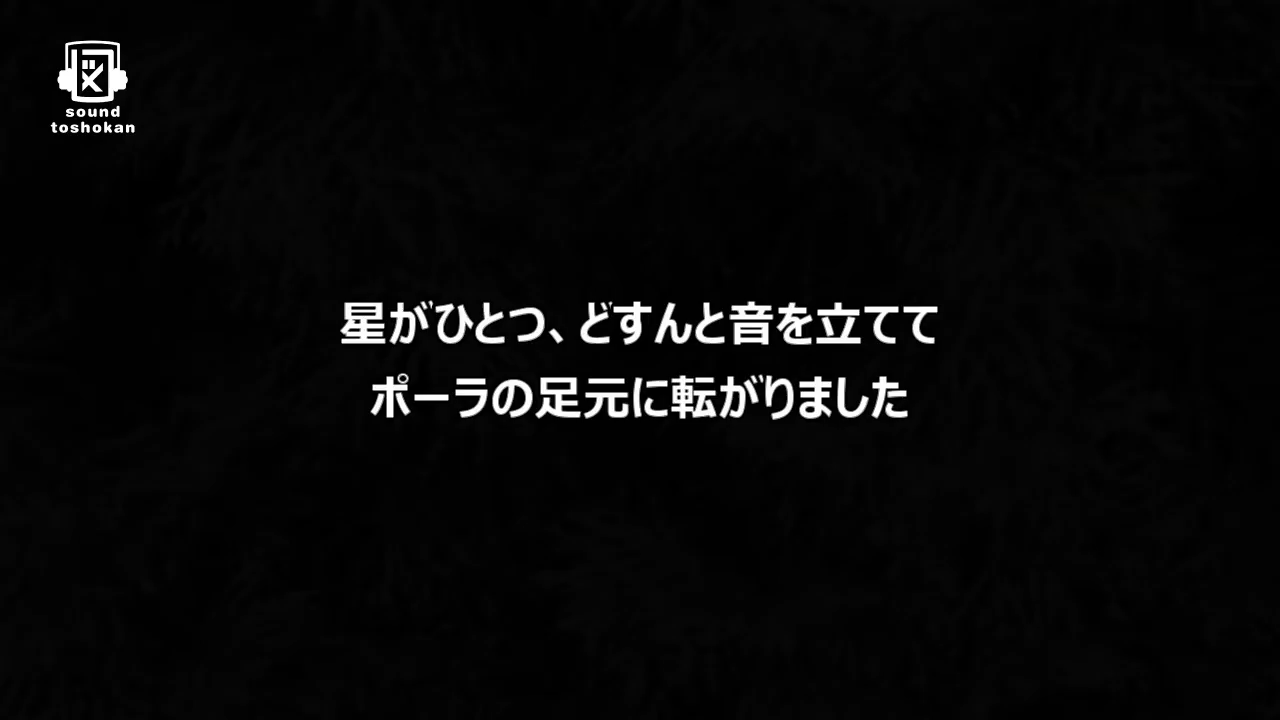 図
sound
toshokan
星がひとつ、どすんと音を立てて
ポーラの足元に転がりました